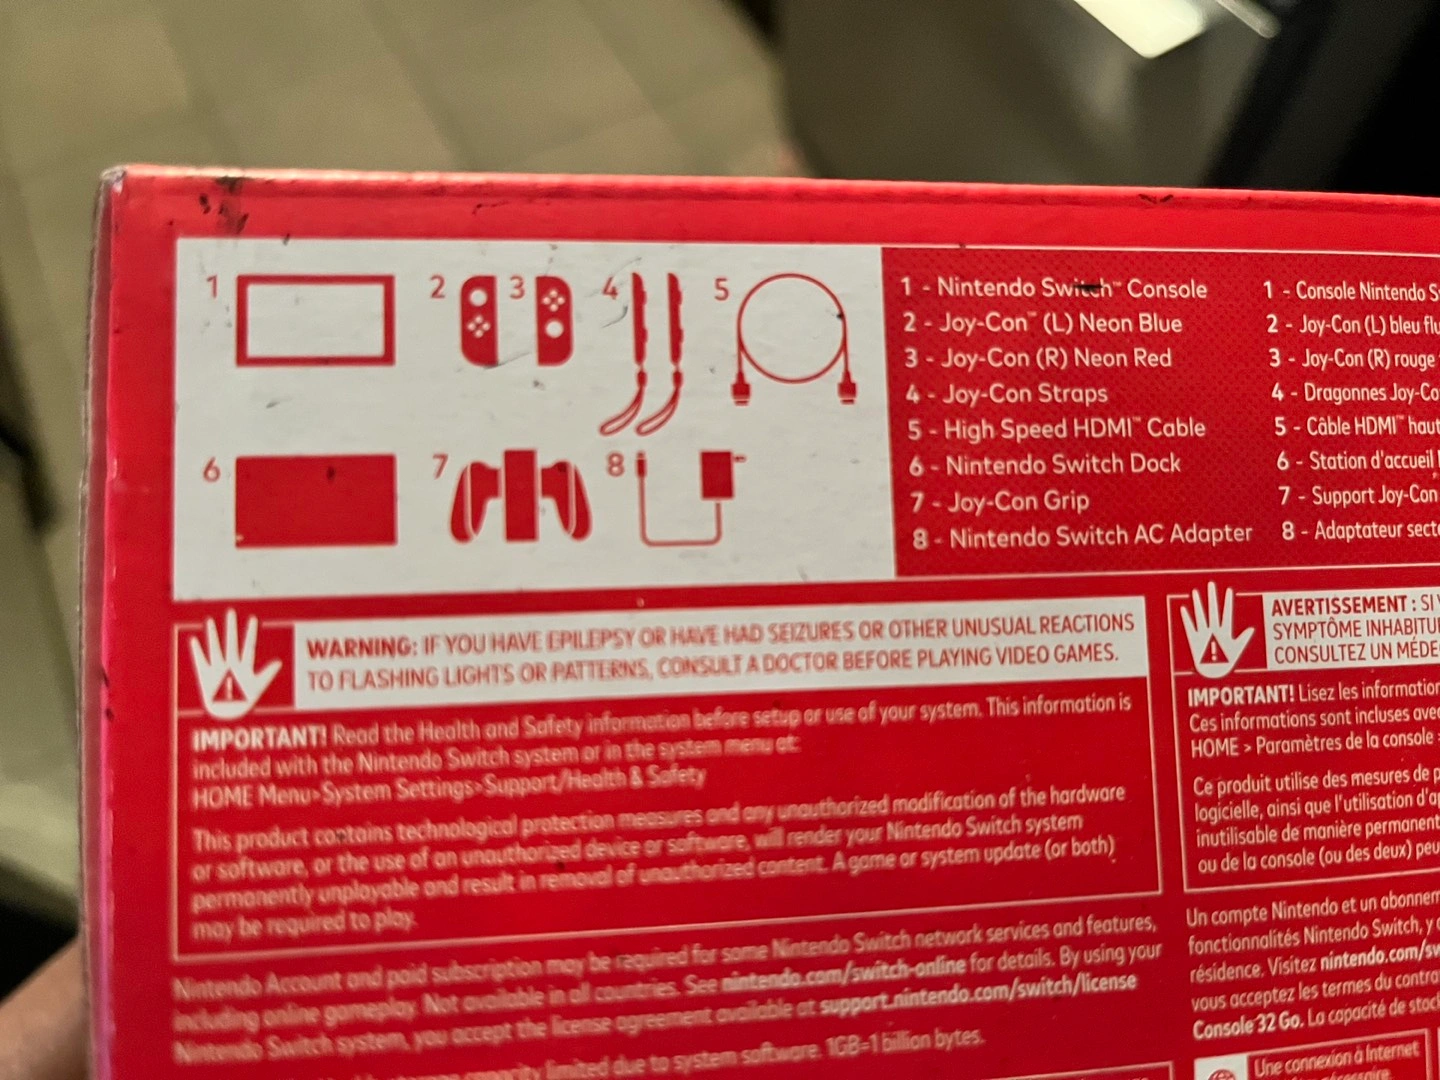 1
2
3
4
5
6
7
8
1 - Nintendo Switch™ Console
2 - Joy-Con™ (L) Neon Blue
3 - Joy-Con (R) Neon Red
4 - Joy-Con Straps
5 - High Speed HDMI™ Cable
6 - Nintendo Switch Dock
7 - Joy-Con Grip
8 - Nintendo Switch AC Adapter
1 - Console Nintendo
2 - Joy-Con (L) bleu
3 - Joy-Con (R) rouge
4 - Dragonnes
5 - Câble HDMI™ haut
6 - Station d'accueil
7 - Support Joy-Con
8 - Adaptateur
WARNING: IF YOU HAVE EPILEPSY OR HAVE HAD SEIZURES OR OTHER UNUSUAL REACTIONS
TO FLASHING LIGHTS OR PATTERNS, CONSULT A DOCTOR BEFORE PLAYING VIDEO GAMES.
IMPORTANT! Read the Health and Safety information before setup or use of your system. This information is
included with the Nintendo Switch system or in the system menu at:
HOME Menu>System Settings>Support/Health & Safety
This product contains technological protection measures and any unauthorized modification of the hardware
or software, or the use of an unauthorized device or software, will render your Nintendo Switch system
permanently unplayable and result in removal of unauthorized content. A game or system update (or both)
may be required to play.
Nintendo Account and paid subscription may be required for some Nintendo Switch network services and features,
including online gameplay. Not available in all countries. See nintendo.com/switch-online for details. By using your
Nintendo Switch system, you accept the license agreement available at support.nintendo.com/switch/license
capacity limited due to system software. 1GB=1 billion bytes.
AVERTISSEMENT : SI
SYMPTÔME
CONSULTEZ UN
IMPORTANT! Lisez les
Ces informations sont incluses
HOME > Paramètres de la console >
Ce produit utilise des mesures de
logicielle, ainsi que l'utilisation
inutilisable de manière
ou de la console (ou des deux)
Un compte Nintendo et un
fonctionnalités Nintendo Switch,
résidence. Visitez
vous acceptez les termes du
Console 32 Go. La capacité de
Une connexion à Internet